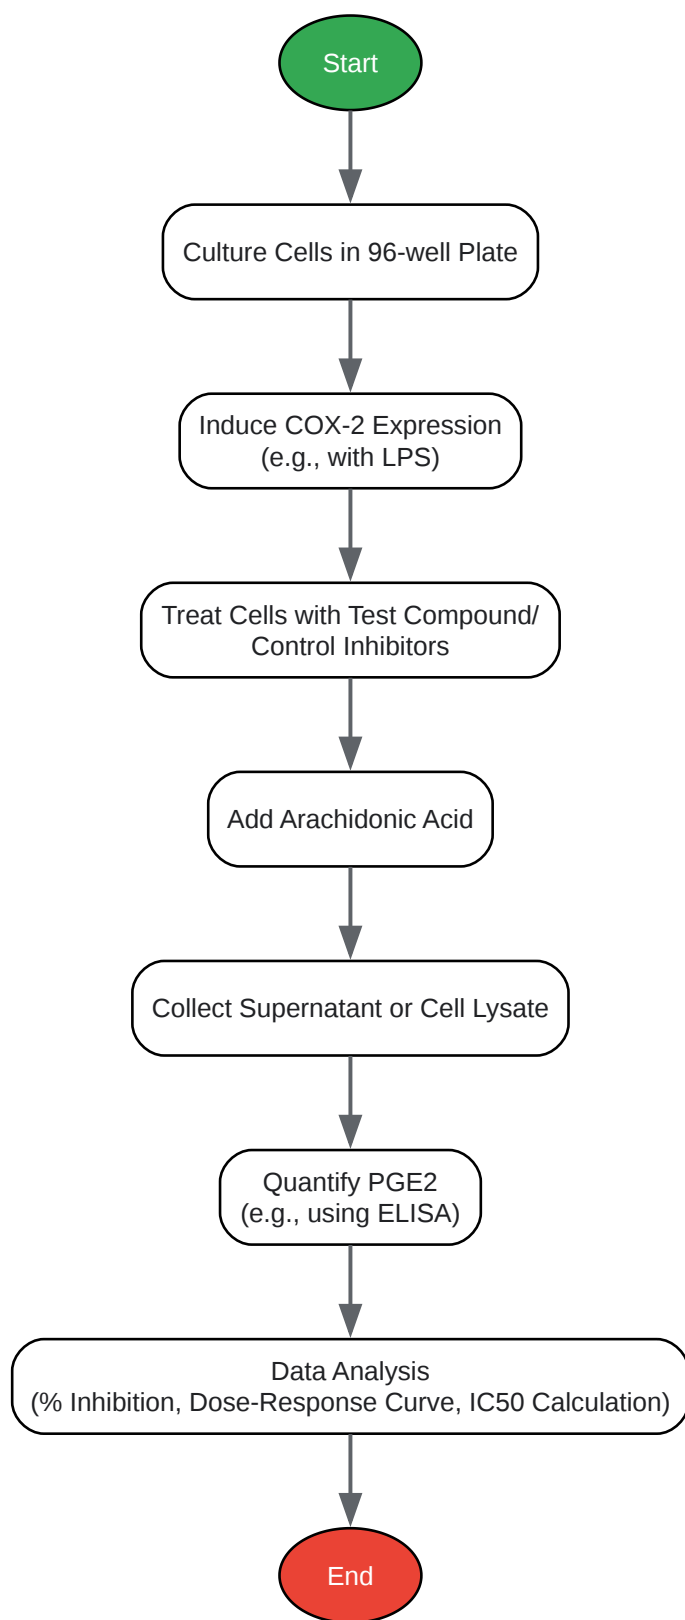 Start
Culture Cells in 96-well Plate
Induce COX-2 Expression
(e.g., with LPS)
Treat Cells with Test Compound/
Control Inhibitors
Add Arachidonic Acid
Collect Supernatant or Cell Lysate
Quantify PGE2
(e.g., using ELISA)
Data Analysis
(% Inhibition, Dose-Response Curve, IC50 Calculation)
End